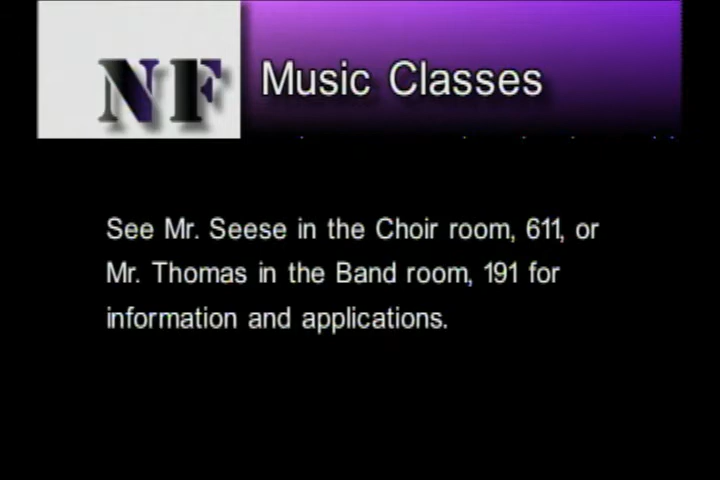 NF
Music Classes
See Mr. Seese in the Choir room, 611, or
Mr. Thomas in the Band room, 191 for
information and applications.